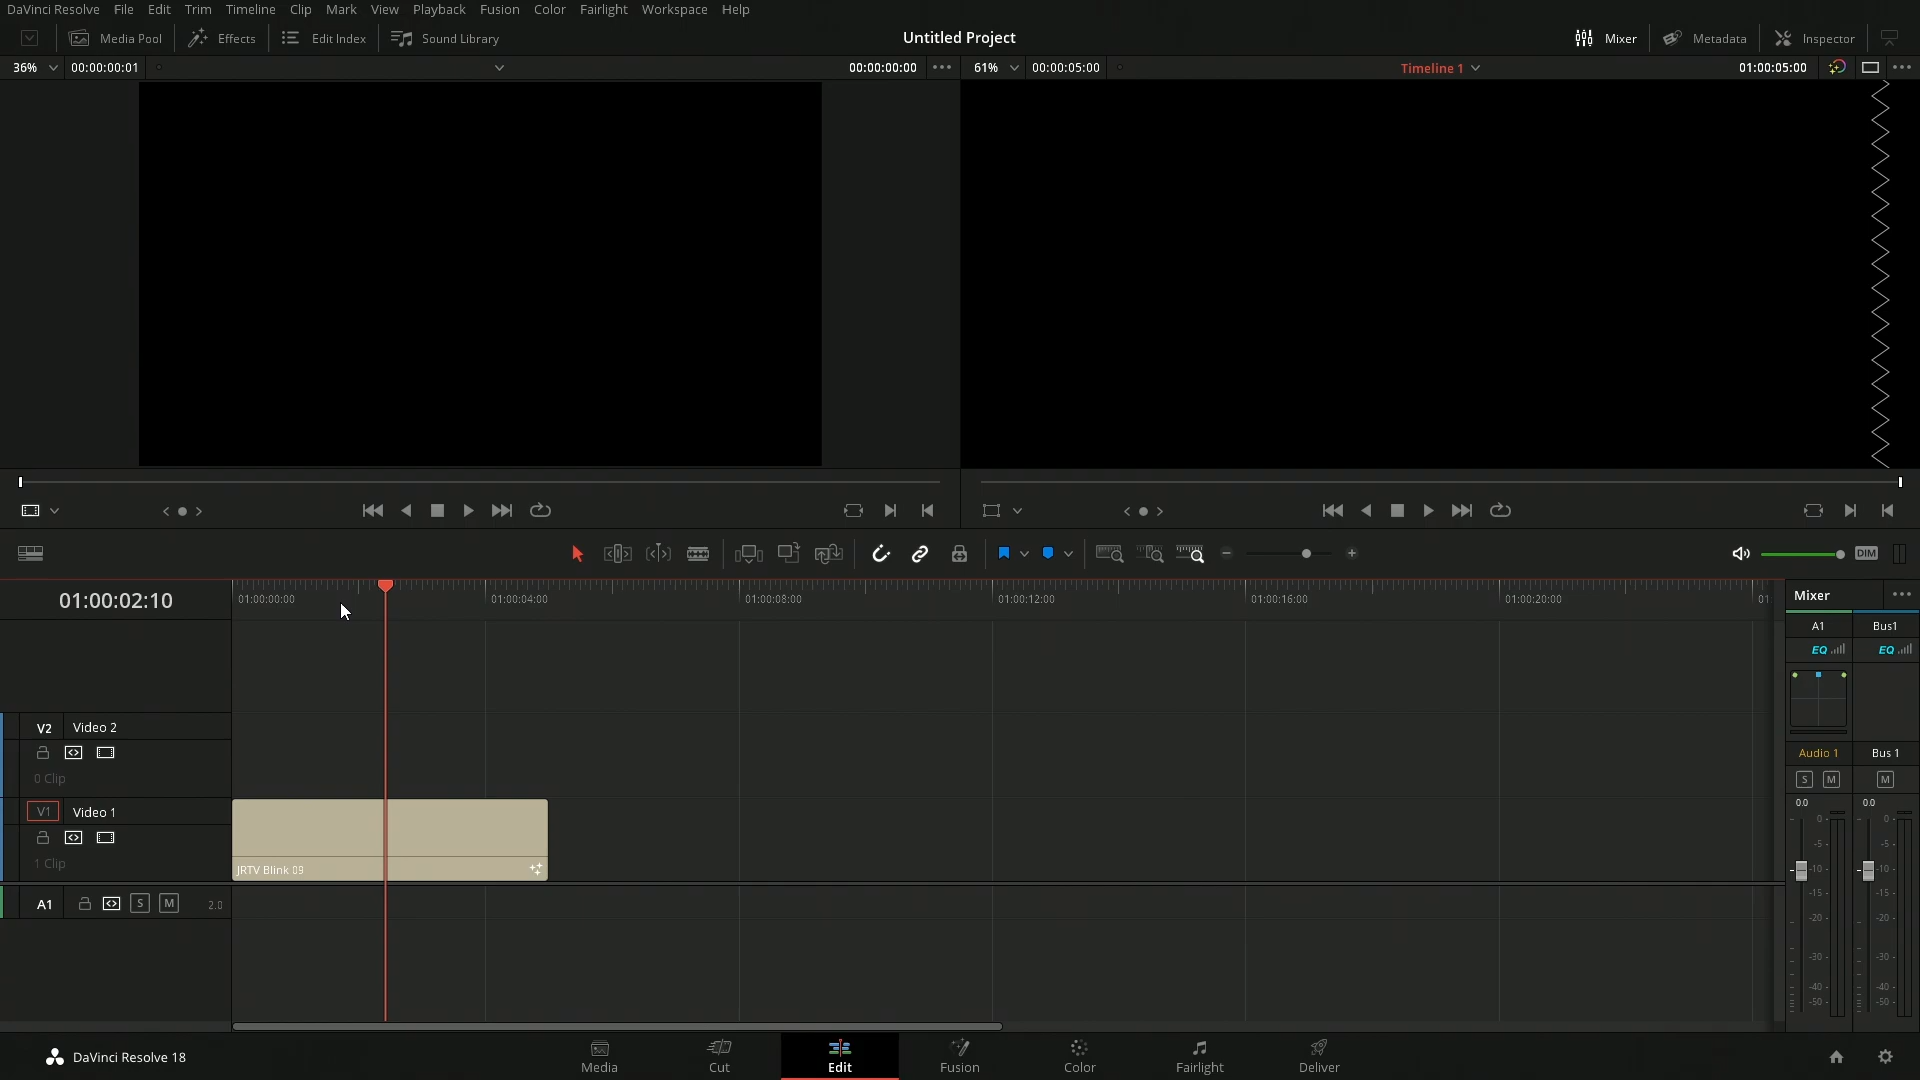 DaVinci Resolve File Edit Trim Timeline Clip Mark View Playback Fusion Color Fairlight Workspace Help
Media Pool Effects Edit Index Sound Library Untitled Project Mixer Metadata Inspector
36% 00:00:00:01 00:00:00:00 61% 00:00:05:00 Timeline 1 01:00:05:00
DIM
01:00:02:10 01:00:00:00 01:00:04:00 01:00:08:00 01:00:12:00 01:00:16:00 01:00:20:00 01 Mixer
A1 Bus1
EQ EQ
V2 Video 2
0 Clip
Audio 1 Bus 1
S M M
0.0 0.0
V1 Video 1
1 Clip
JRTV Blink 09
A1 S M 2.0
0- 0-
-5- -5-
-10- -10-
-15- -15-
-20- -20-
-30- -30-
-40- -40-
-50- -50-
DaVinci Resolve 18 Media Cut Edit Fusion Color Fairlight Deliver